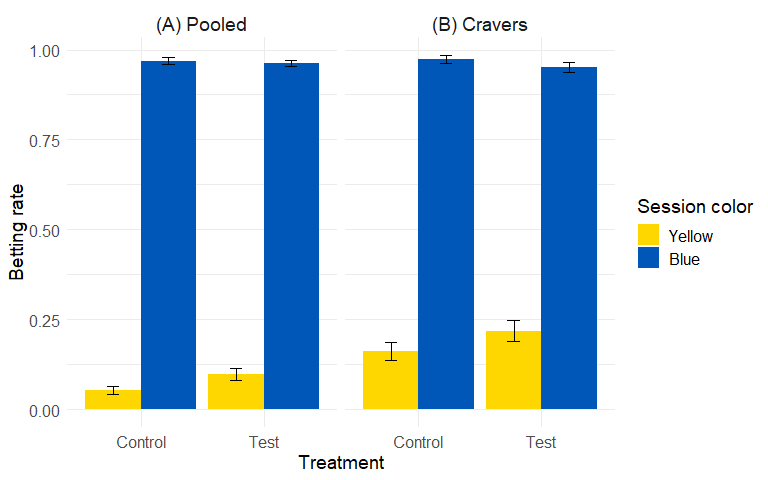 (A) Pooled
(B) Cravers
1.00
0.75
0.50
0.25
0.00
Betting rate
Control
Test
Control
Test
Treatment
Session color
Yellow
Blue